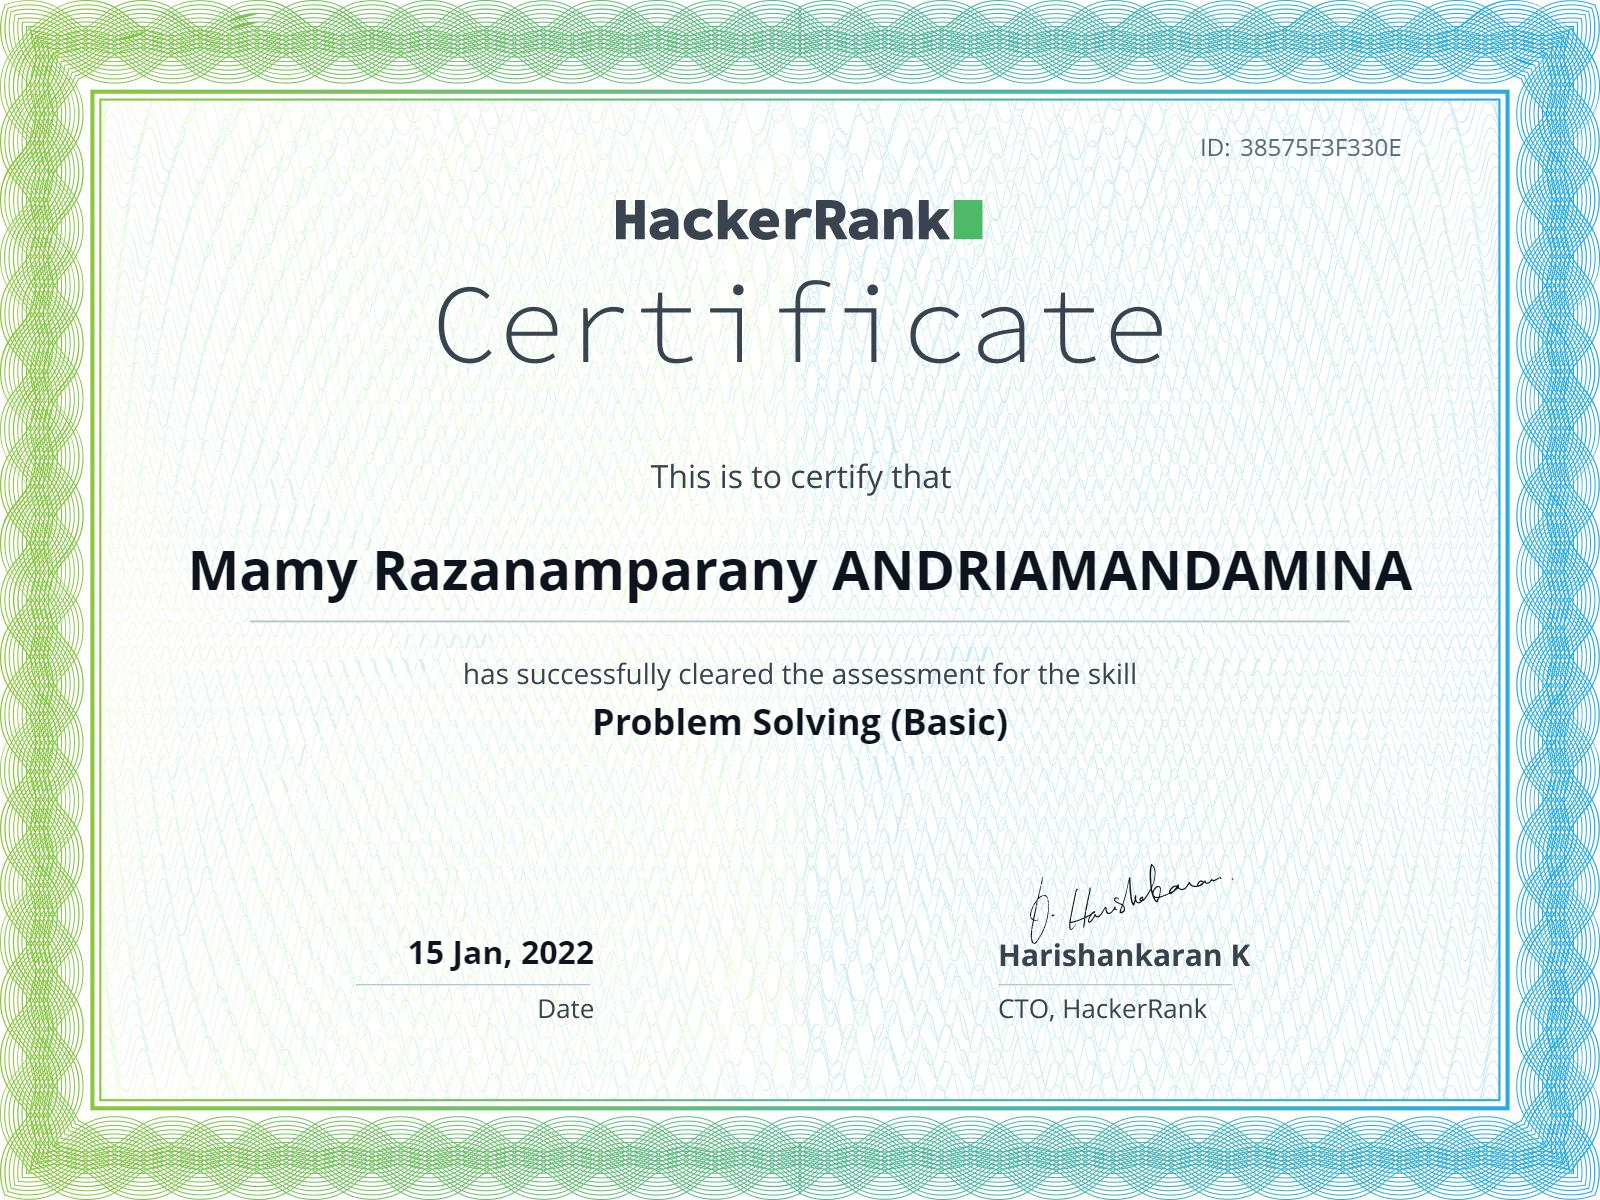 ID: 38575F3F330E
HackerRank
Certificate
This is to certify that
Mamy Razanamparany ANDRIAMANDAMINA
has successfully cleared the assessment for the skill
Problem Solving (Basic)
J. Harishankaran
15 Jan, 2022
Harishankaran K
Date
CTO, HackerRank